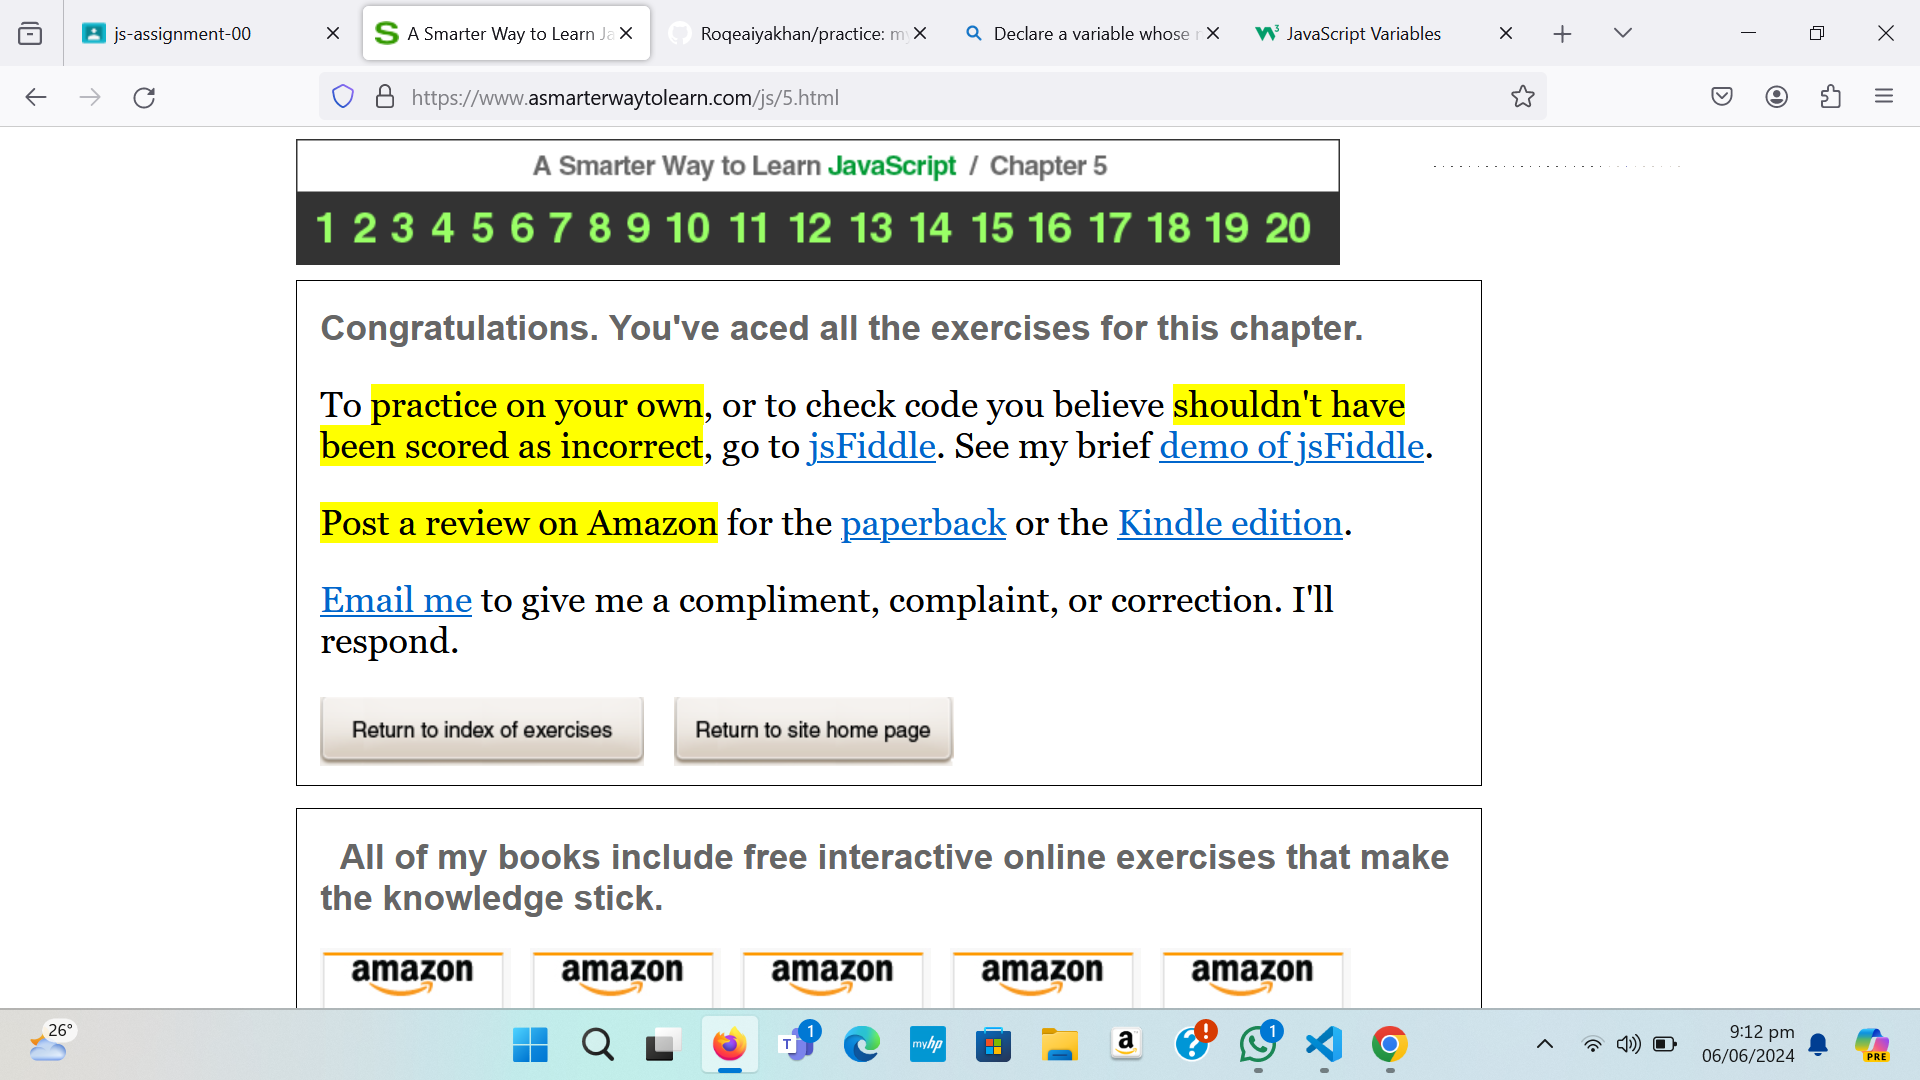 js-assignment-00
A Smarter Way to Learn Ja
Roqeaiyakhan/practice: my
Declare a variable whose n
JavaScript Variables
https://www.asmarterwaytolearn.com/js/5.html
A Smarter Way to Learn JavaScript / Chapter 5
1 2 3 4 5 6 7 8 9 10 11 12 13 14 15 16 17 18 19 20
Congratulations. You've aced all the exercises for this chapter.
To practice on your own, or to check code you believe shouldn't have
been scored as incorrect, go to jsFiddle. See my brief demo of jsFiddle.
Post a review on Amazon for the paperback or the Kindle edition.
Email me to give me a compliment, complaint, or correction. I'll
respond.
Return to index of exercises
Return to site home page
All of my books include free interactive online exercises that make
the knowledge stick.
amazon amazon amazon amazon amazon
26°
1
myhp
1
9:12 pm
06/06/2024
PRE